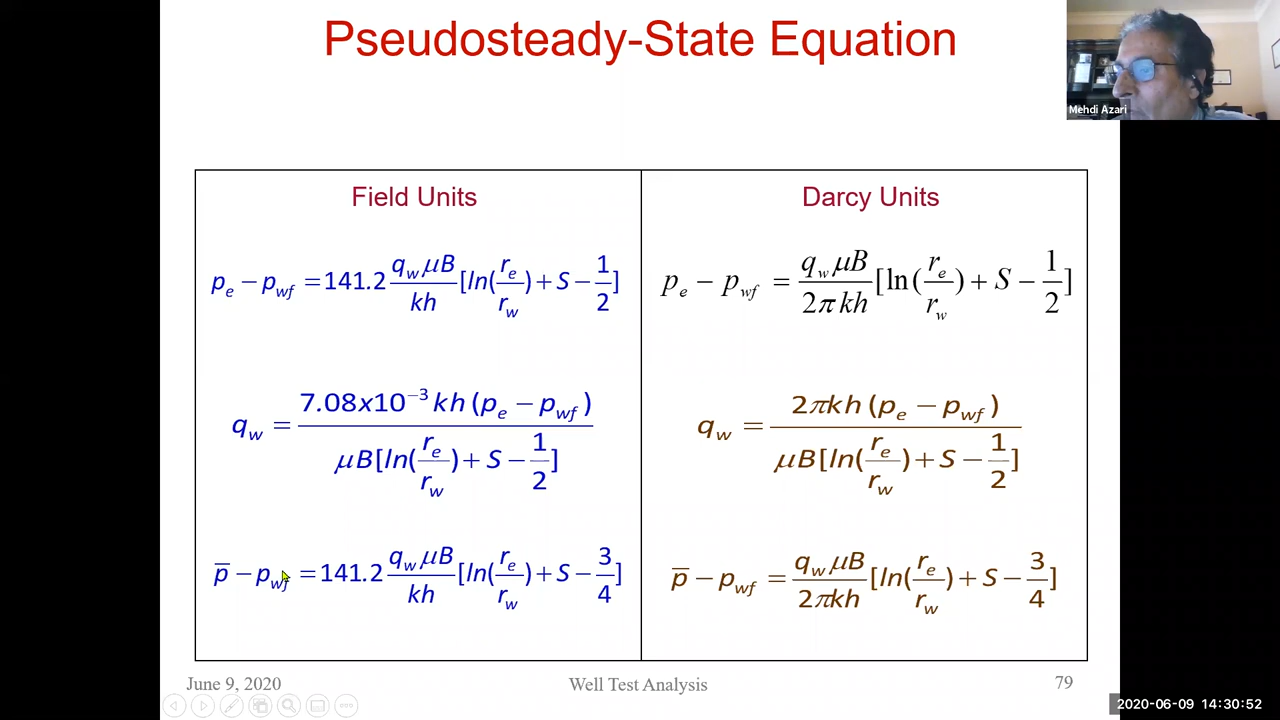 Pseudosteady-State Equation
Mehdi Azari
Field Units
Darcy Units
p_e − p_wf = 141.2 q_w μB / kh [ln(r_e / r_w) + S − 1/2]
p_e − p_wf = q_w μB / 2π kh [ln(r_e / r_w) + S − 1/2]
q_w = 7.08x10^−3 kh (p_e − p_wf) / μB[ln(r_e / r_w) + S − 1/2]
q_w = 2πkh (p_e − p_wf) / μB[ln(r_e / r_w) + S − 1/2]
p̅ − p_wf = 141.2 q_w μB / kh [ln(r_e / r_w) + S − 3/4]
p̅ − p_wf = q_w μB / 2πkh [ln(r_e / r_w) + S − 3/4]
June 9, 2020
Well Test Analysis
79
2020-06-09 14:30:52